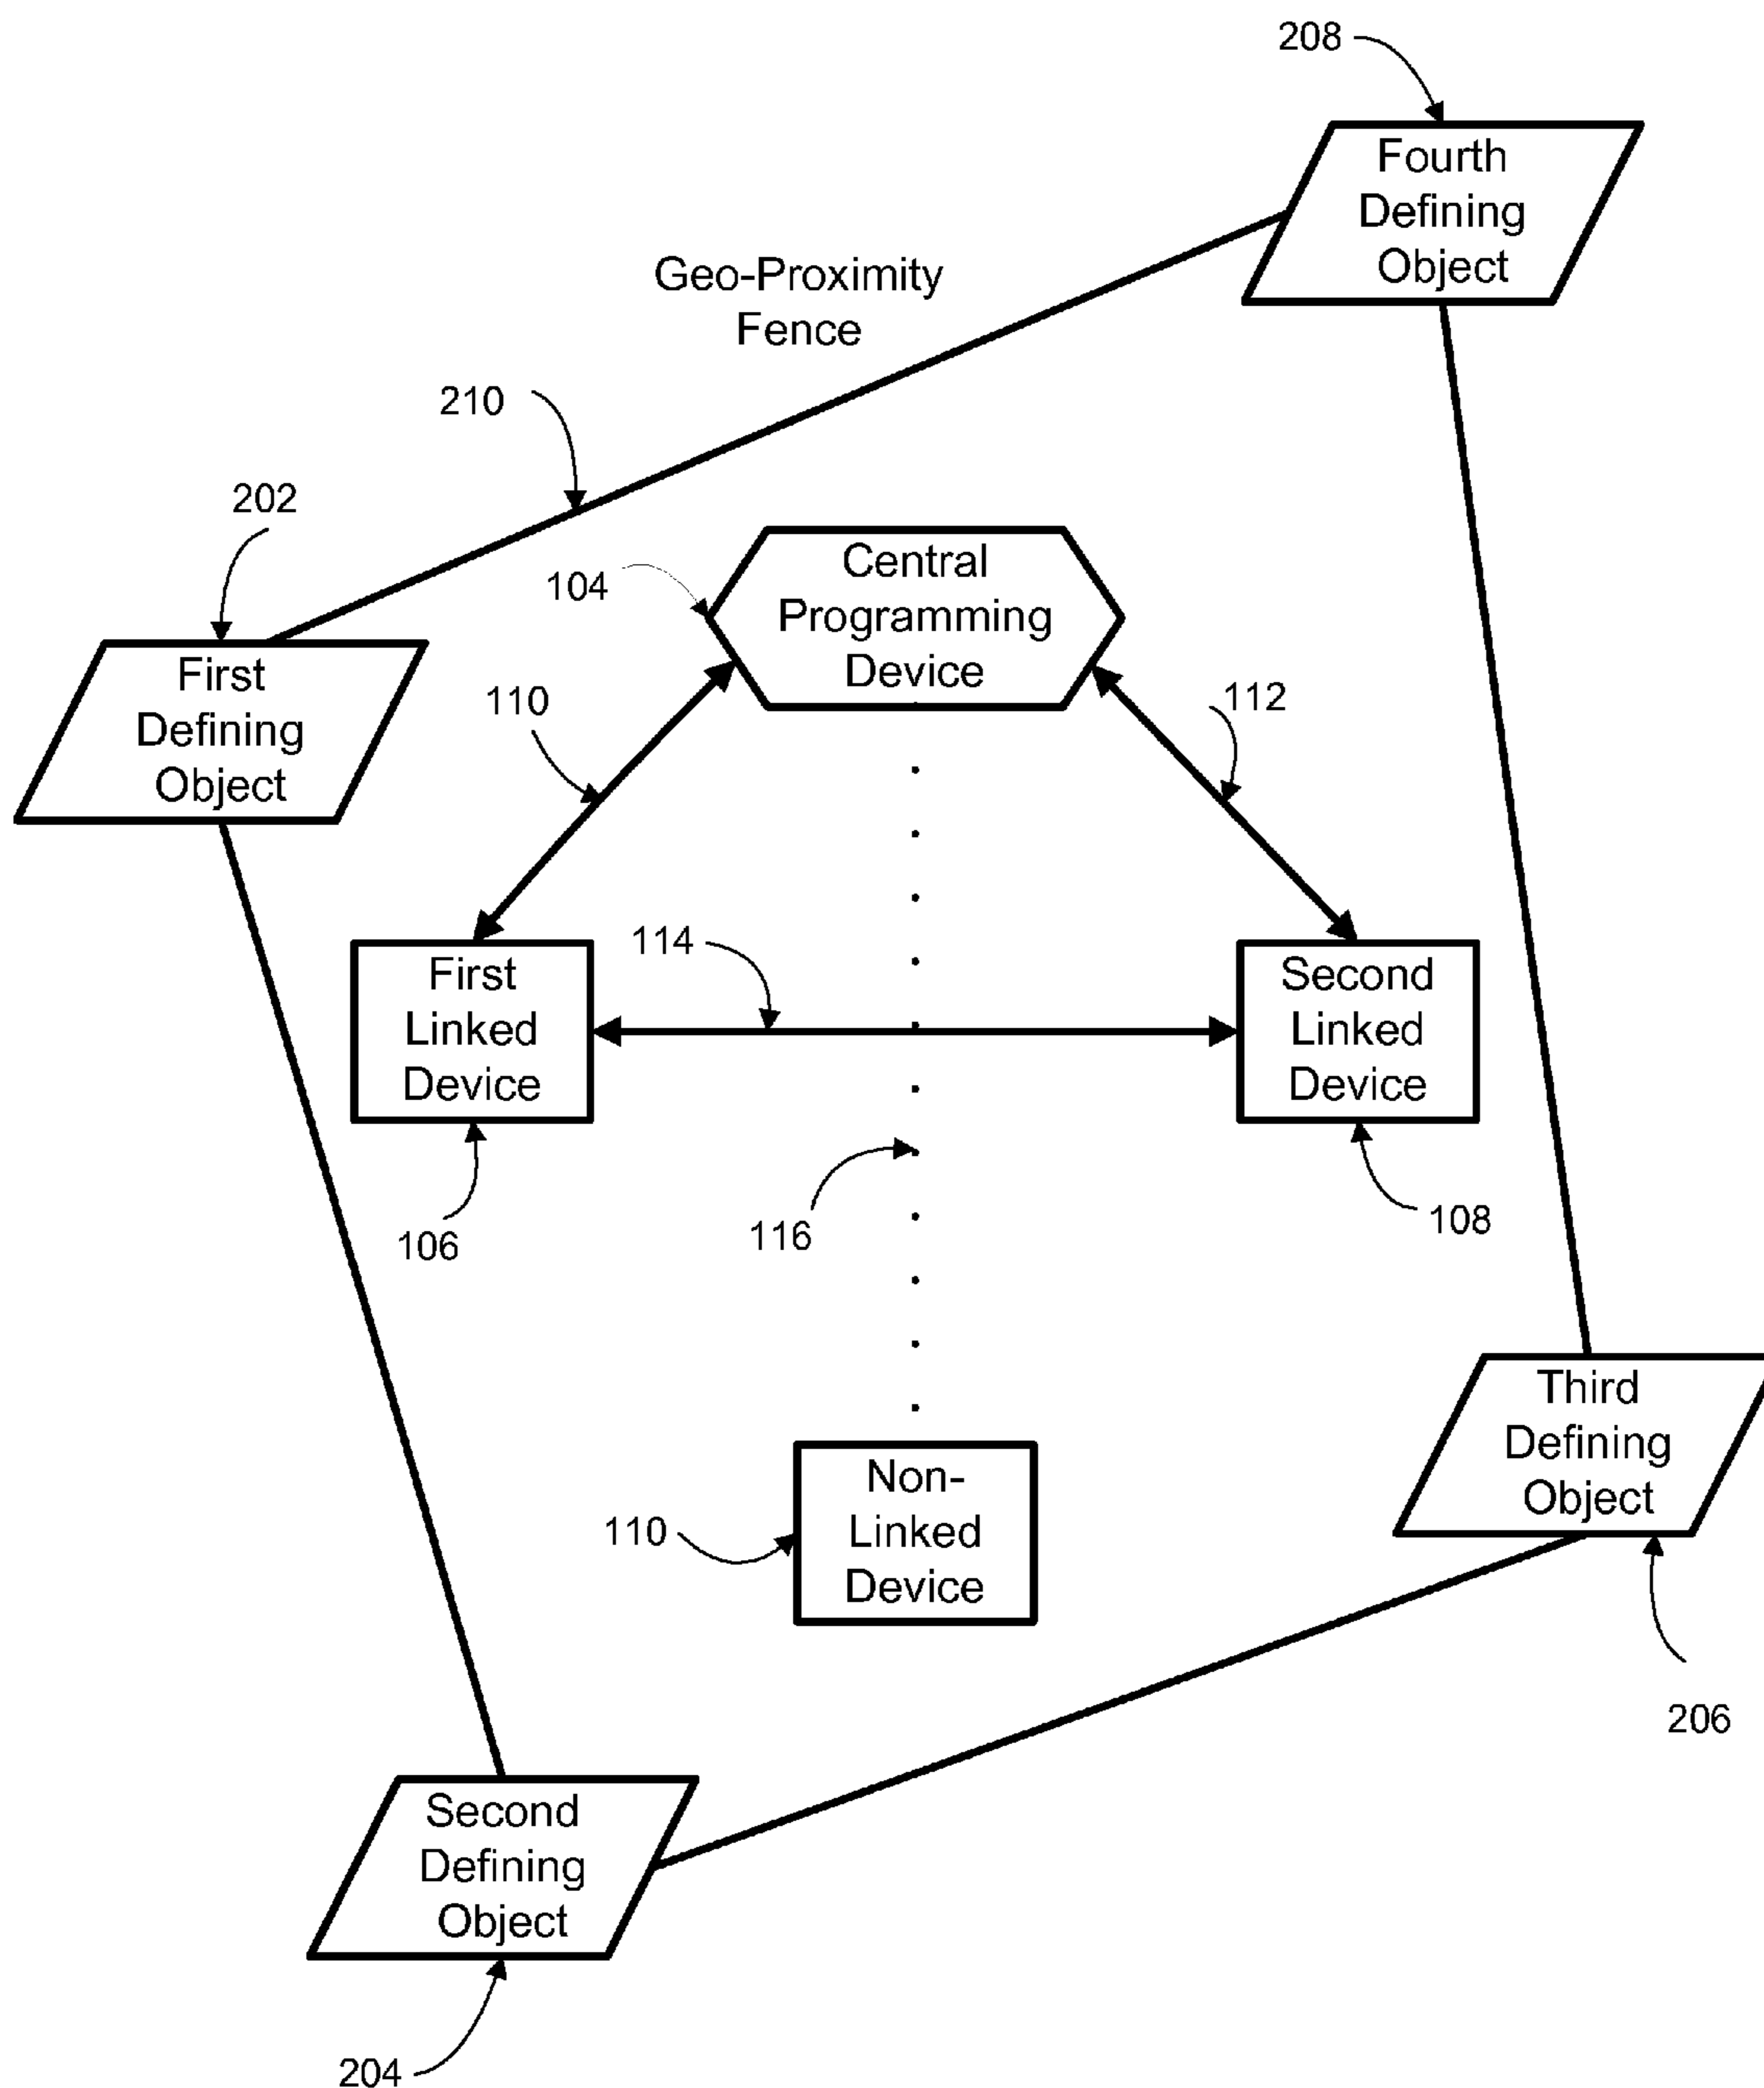 208
Fourth
Defining
Object
Geo-Proximity
Fence
210
202
104
Central
Programming
Device
First
Defining
Object
110
112
114
First
Linked
Device
Second
Linked
Device
106
116
108
Third
Defining
Object
110
Non-
Linked
Device
206
Second
Defining
Object
204